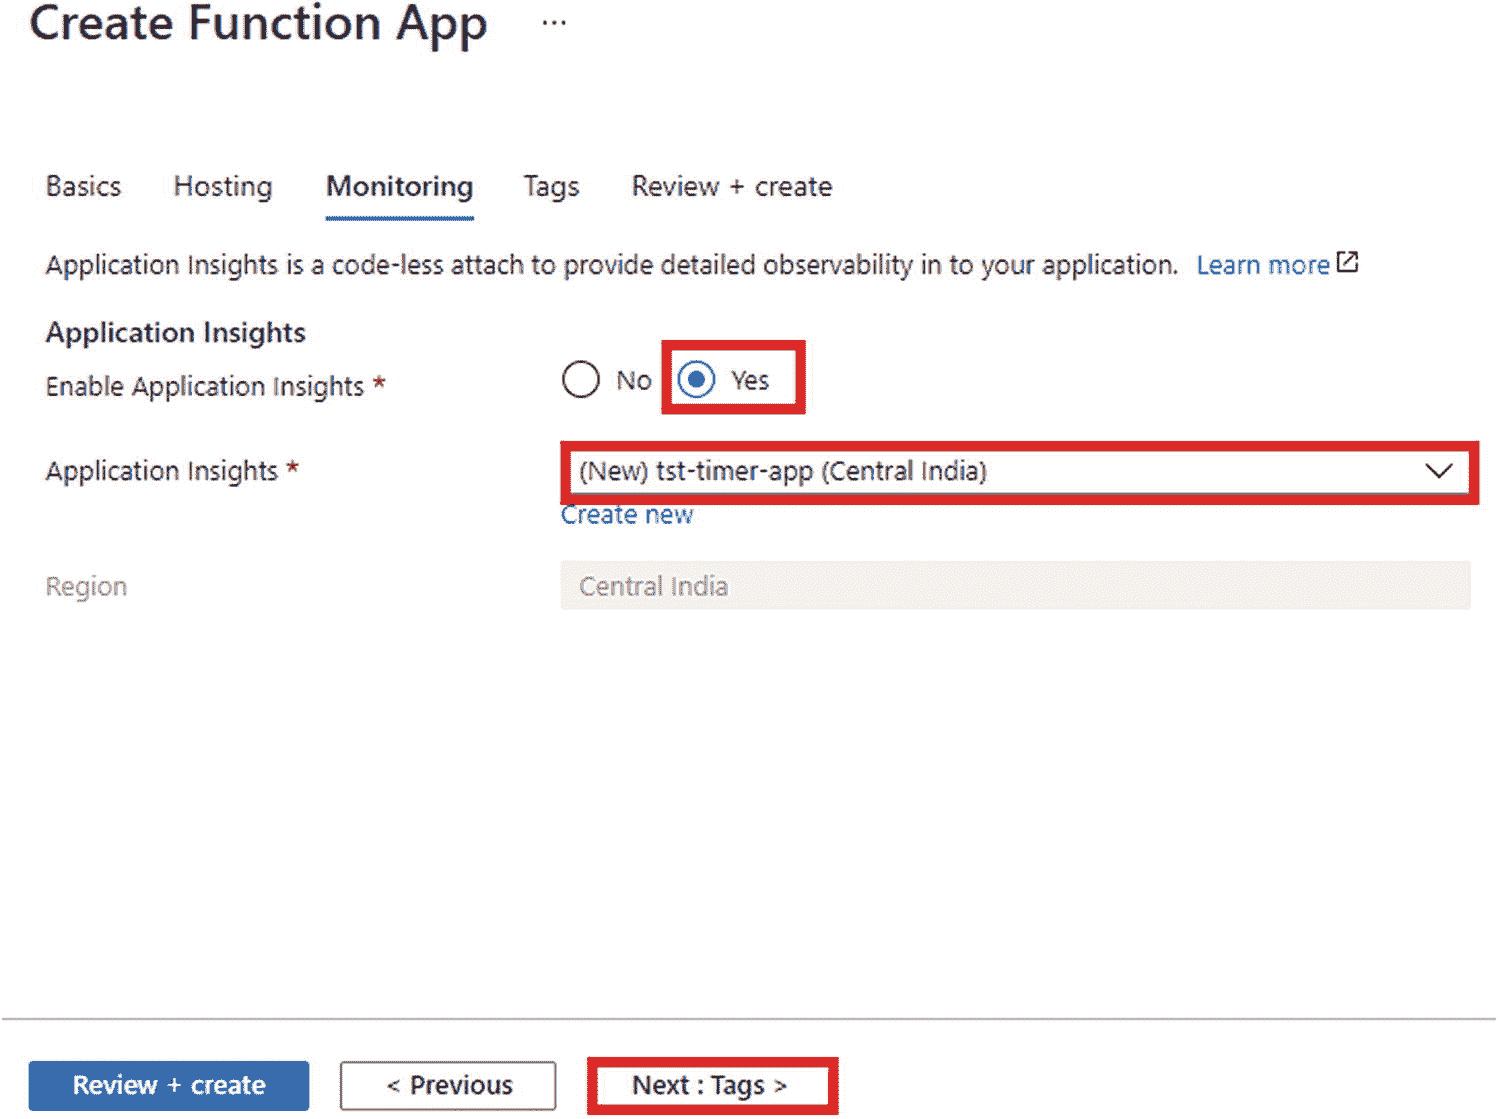 Create Function App ...
Basics Hosting Monitoring Tags Review + create
Application Insights is a code-less attach to provide detailed observability in to your application. Learn more
Application Insights
Enable Application Insights * No Yes
Application Insights * (New) tst-timer-app (Central India)
Create new
Region Central India
Review + create < Previous Next : Tags >